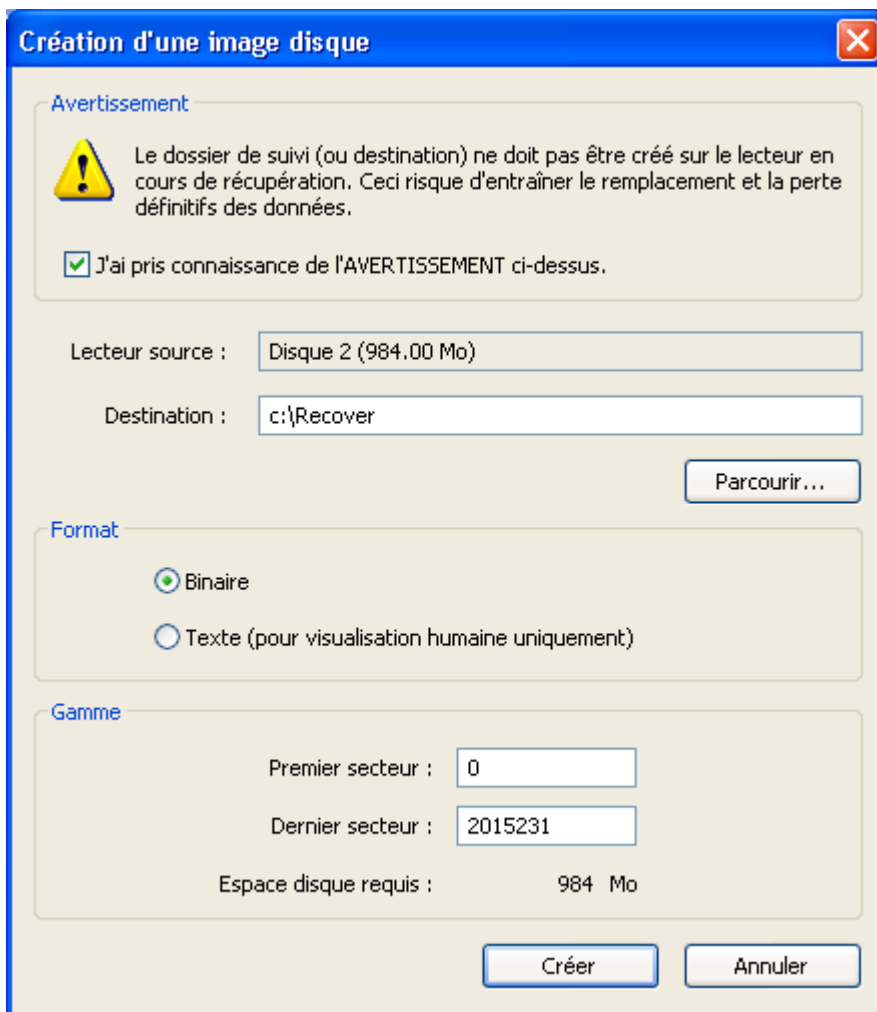 Création d'une image disque
Avertissement
Le dossier de suivi (ou destination) ne doit pas être créé sur le lecteur en
cours de récupération. Ceci risque d'entraîner le remplacement et la perte
définitifs des données.
J'ai pris connaissance de l'AVERTISSEMENT ci-dessus.
Lecteur source : Disque 2 (984.00 Mo)
Destination : c:\Recover
Parcourir...
Format
Binaire
Texte (pour visualisation humaine uniquement)
Gamme
Premier secteur : 0
Dernier secteur : 2015231
Espace disque requis : 984 Mo
Créer Annuler